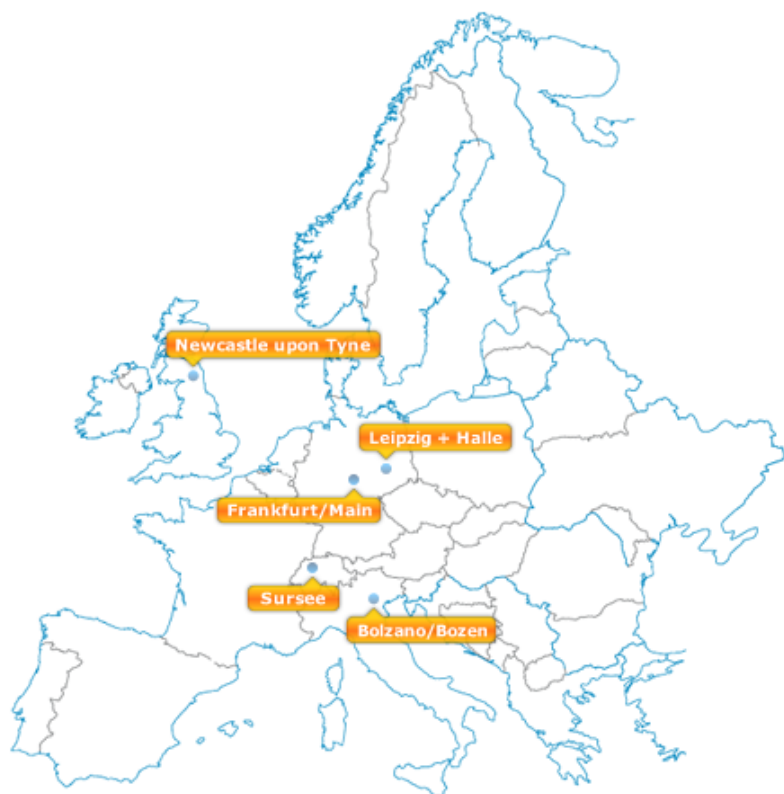 Newcastle upon Tyne
Leipzig + Halle
Frankfurt/Main
Sursee
Bolzano/Bozen